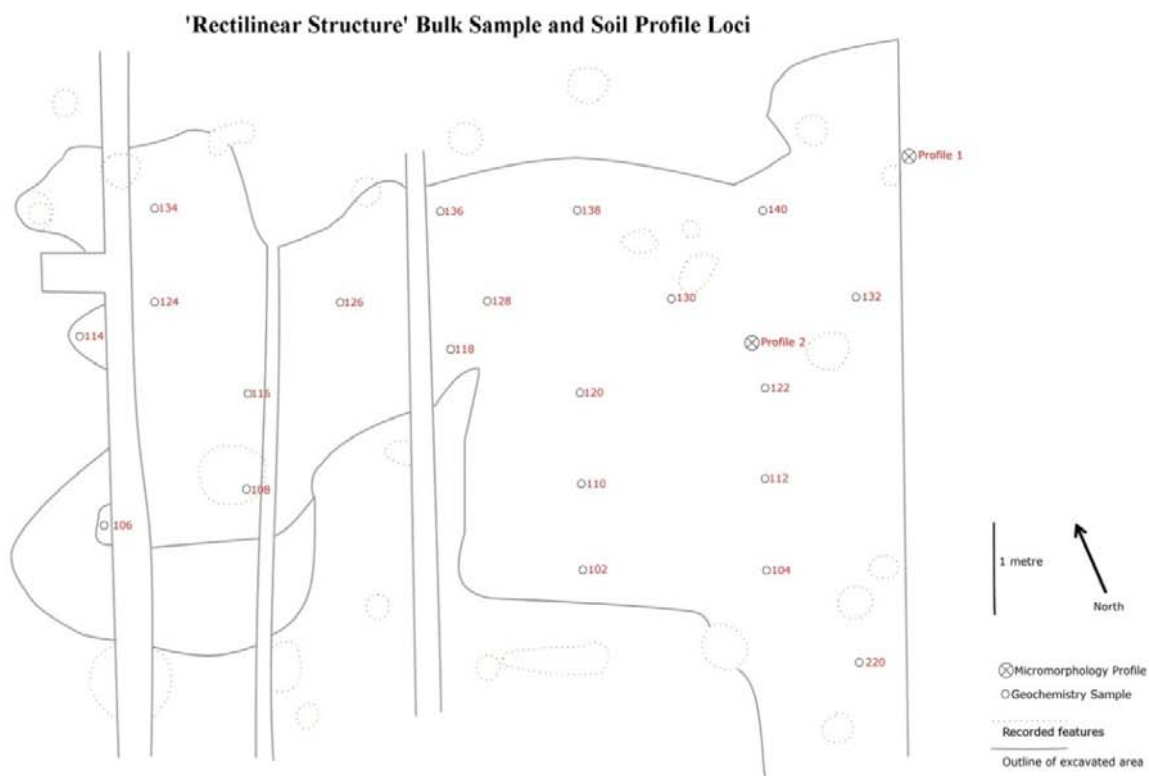 'Rectilinear Structure' Bulk Sample and Soil Profile Loci
Profile 1
134
136
138
140
124
126
128
130
132
114
118
Profile 2
116
120
122
108
110
112
106
102
104
1 metre
North
220
Micromorphology Profile
Geochemistry Sample
Recorded features
Outline of excavated area